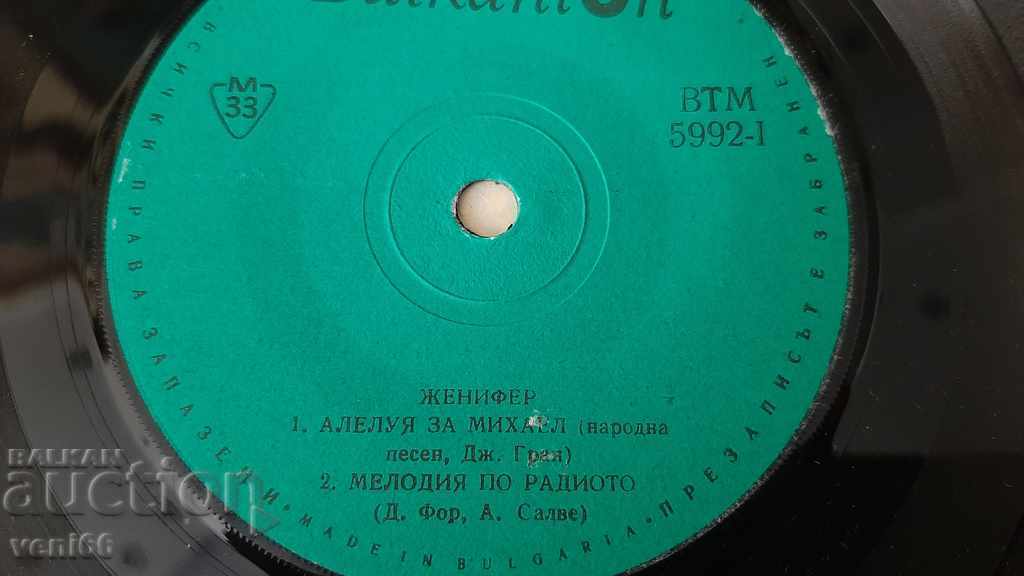 Balkanton
М
33
ВТМ
5992-I
ВСИЧКИ ПРАВА ЗАПАЗЕНИ • MADE IN BULGARIA • ПРЕЗАПИСЪТ Е ЗАБРАНЕН
ЖЕНИФЕР
1. АЛЕЛУЯ ЗА МИХАЕЛ (народна
песен, Дж. Грая)
2. МЕЛОДИЯ ПО РАДИОТО
(Д. Фор, А. Салве)
BALKAN
auction
veni66